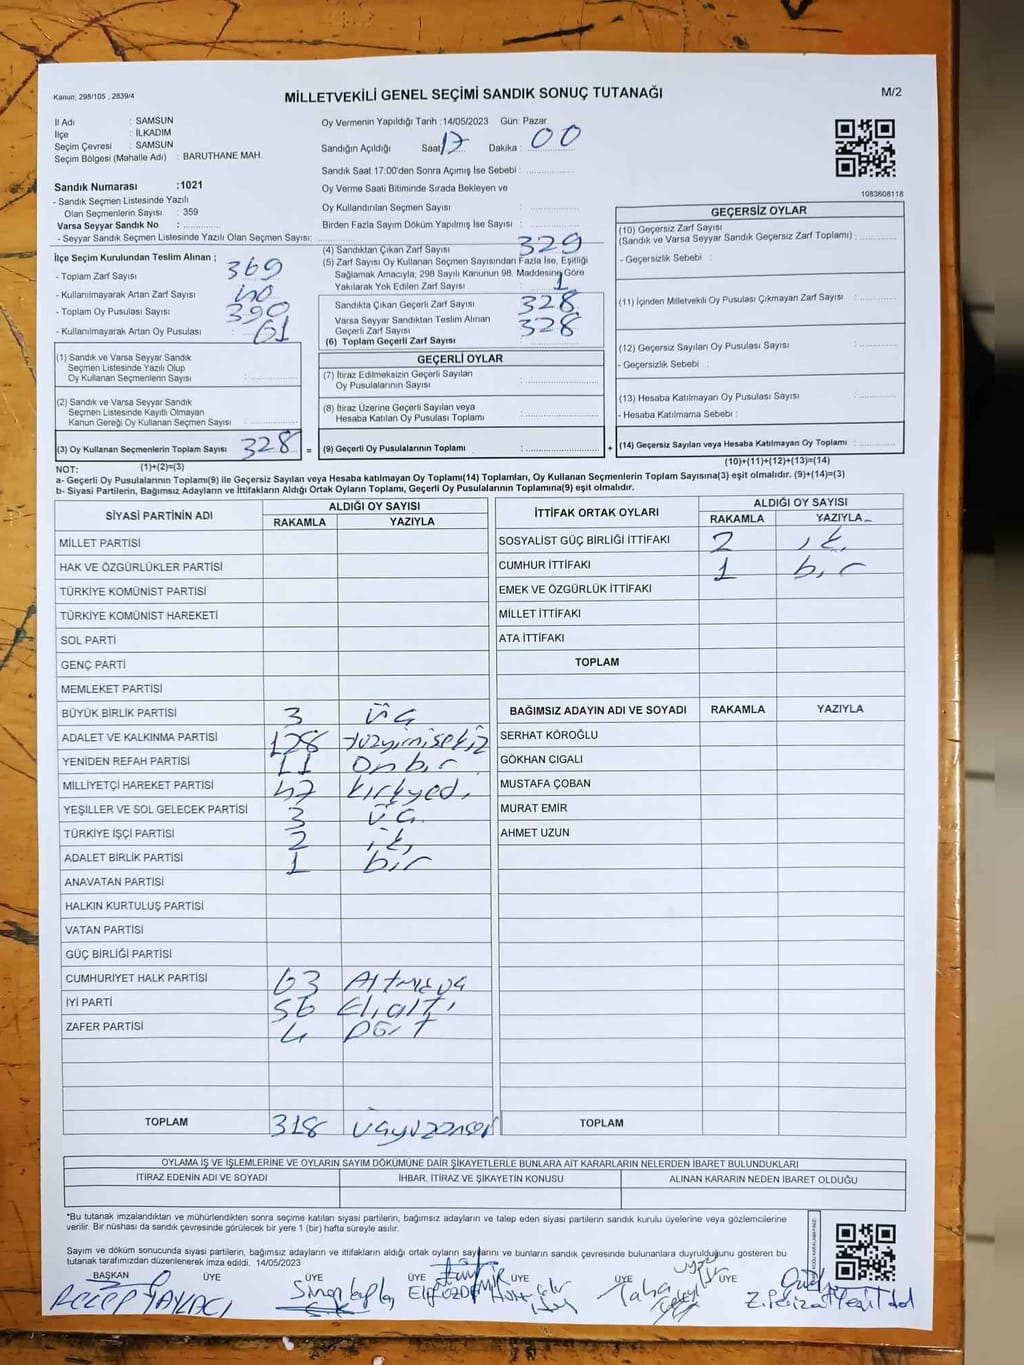 Kanun, 298/105 , 2839/4
MİLLETVEKİLİ GENEL SEÇİMİ SANDIK SONUÇ TUTANAĞI
M/2
İl Adı : SAMSUN
İlçe : İLKADIM
Seçim Çevresi : SAMSUN
Seçim Bölgesi (Mahalle Adı) : BARUTHANE MAH.
Oy Vermenin Yapıldığı Tarih :14/05/2023 Gün: Pazar
Sandığın Açıldığı Saat 17 Dakika : 00
Sandık Saat 17:00'den Sonra Açımış İse Sebebi :
Oy Verme Saati Bitiminde Sırada Bekleyen ve
Oy Kullandırılan Seçmen Sayısı :
Birden Fazla Sayım Döküm Yapılmış İse Sayısı :
1083608118
Sandık Numarası :1021
- Sandık Seçmen Listesinde Yazılı
Olan Seçmenlerin Sayısı : 359
Varsa Seyyar Sandık No :
- Seyyar Sandık Seçmen Listesinde Yazılı Olan Seçmen Sayısı:
İlçe Seçim Kurulundan Teslim Alınan ;
- Toplam Zarf Sayısı : 369
- Kullanılmayarak Artan Zarf Sayısı : 40
- Toplam Oy Pusulası Sayısı : 390
- Kullanılmayarak Artan Oy Pusulası : 61
(4) Sandıktan Çıkan Zarf Sayısı : 329
(5) Zarf Sayısı Oy Kullanan Seçmen Sayısından Fazla İse, Eşitliği
Sağlamak Amacıyla; 298 Sayılı Kanunun 98. Maddesine Göre
Yakılarak Yok Edilen Zarf Sayısı : 1
Sandıkta Çıkan Geçerli Zarf Sayısı : 328
Varsa Seyyar Sandıktan Teslim Alınan
Geçerli Zarf Sayısı : 328
(6) Toplam Geçerli Zarf Sayısı :
GEÇERSİZ OYLAR
(10) Geçersiz Zarf Sayısı
(Sandık ve Varsa Seyyar Sandık Geçersiz Zarf Toplamı) :
- Geçersizlik Sebebi :
(11) İçinden Milletvekili Oy Pusulası Çıkmayan Zarf Sayısı :
(12) Geçersiz Sayılan Oy Pusulası Sayısı :
- Geçersizlik Sebebi :
(13) Hesaba Katılmayan Oy Pusulası Sayısı :
- Hesaba Katılmama Sebebi :
(14) Geçersiz Sayılan veya Hesaba Katılmayan Oy Toplamı :
(10)+(11)+(12)+(13)=(14)
(1) Sandık ve Varsa Seyyar Sandık
Seçmen Listesinde Yazılı Olup
Oy Kullanan Seçmenlerin Sayısı :
(2) Sandık ve Varsa Seyyar Sandık
Seçmen Listesinde Kayıtlı Olmayan
Kanun Gereği Oy Kullanan Seçmen Sayısı :
(3) Oy Kullanan Seçmenlerin Toplam Sayısı : 328 =
GEÇERLİ OYLAR
(7) İtiraz Edilmeksizin Geçerli Sayılan
Oy Pusulalarının Sayısı :
(8) İtiraz Üzerine Geçerli Sayılan veya
Hesaba Katılan Oy Pusulası Toplamı :
(9) Geçerli Oy Pusulalarının Toplamı : +
NOT: (1)+(2)=(3)
a- Geçerli Oy Pusulalarının Toplamı(9) ile Geçersiz Sayılan veya Hesaba katılmayan Oy Toplamı(14) Toplamları, Oy Kullanan Seçmenlerin Toplam Sayısına(3) eşit olmalıdır. (9)+(14)=(3)
b- Siyasi Partilerin, Bağımsız Adayların ve İttifakların Aldığı Ortak Oyların Toplamı, Geçerli Oy Pusulalarının Toplamına(9) eşit olmalıdır.
SİYASİ PARTİNİN ADI ALDIĞI OY SAYISI
RAKAMLA YAZIYLA
MİLLET PARTİSİ
HAK VE ÖZGÜRLÜKLER PARTİSİ
TÜRKİYE KOMÜNİST PARTİSİ
TÜRKİYE KOMÜNİST HAREKETİ
SOL PARTİ
GENÇ PARTİ
MEMLEKET PARTİSİ
BÜYÜK BİRLİK PARTİSİ 3 üç
ADALET VE KALKINMA PARTİSİ 128 yüzyirmisekiz
YENİDEN REFAH PARTİSİ 11 onbir
MİLLİYETÇİ HAREKET PARTİSİ 47 kırkyedi
YEŞİLLER VE SOL GELECEK PARTİSİ 3 üç
TÜRKİYE İŞÇİ PARTİSİ 2 iki
ADALET BİRLİK PARTİSİ 1 bir
ANAVATAN PARTİSİ
HALKIN KURTULUŞ PARTİSİ
VATAN PARTİSİ
GÜÇ BİRLİĞİ PARTİSİ
CUMHURİYET HALK PARTİSİ 63 Altmışüç
İYİ PARTİ 56 Elialtı
ZAFER PARTİSİ 4 Dört
TOPLAM 318 üçyüzonsekiz
İTTİFAK ORTAK OYLARI ALDIĞI OY SAYISI
RAKAMLA YAZIYLA
SOSYALİST GÜÇ BİRLİĞİ İTTİFAKI 2 iki
CUMHUR İTTİFAKI 1 bir
EMEK VE ÖZGÜRLÜK İTTİFAKI
MİLLET İTTİFAKI
ATA İTTİFAKI
TOPLAM
BAĞIMSIZ ADAYIN ADI VE SOYADI RAKAMLA YAZIYLA
SERHAT KÖROĞLU
GÖKHAN CIGALI
MUSTAFA ÇOBAN
MURAT EMİR
AHMET UZUN
TOPLAM
OYLAMA İŞ VE İŞLEMLERİNE VE OYLARIN SAYIM DÖKÜMÜNE DAİR ŞİKAYETLERLE BUNLARA AİT KARARLARIN NELERDEN İBARET BULUNDUKLARI
İTİRAZ EDENİN ADI VE SOYADI İHBAR, İTİRAZ VE ŞİKAYETİN KONUSU ALINAN KARARIN NEDEN İBARET OLDUĞU
*Bu tutanak imzalandıktan ve mühürlendikten sonra seçime katılan siyasi partilerin, bağımsız adayların ve talep eden siyasi partilerin sandık kurulu üyelerine veya gözlemcilerine
verilir. Bir nüshası da sandık çevresinde görülecek bir yere 1 (bir) hafta süreyle asılır.
Sayım ve döküm sonucunda siyasi partilerin, bağımsız adayların ve ittifakların aldığı ortak oyların sayılarını ve bunların sandık çevresinde bulunanlara duyrulduğunu gösteren bu
tutanak tarafımızdan düzenlenerek imza edildi. 14/05/2023
BAŞKAN ÜYE ÜYE ÜYE ÜYE ÜYE ÜYE
Recep
Sinan
Elif
Taha